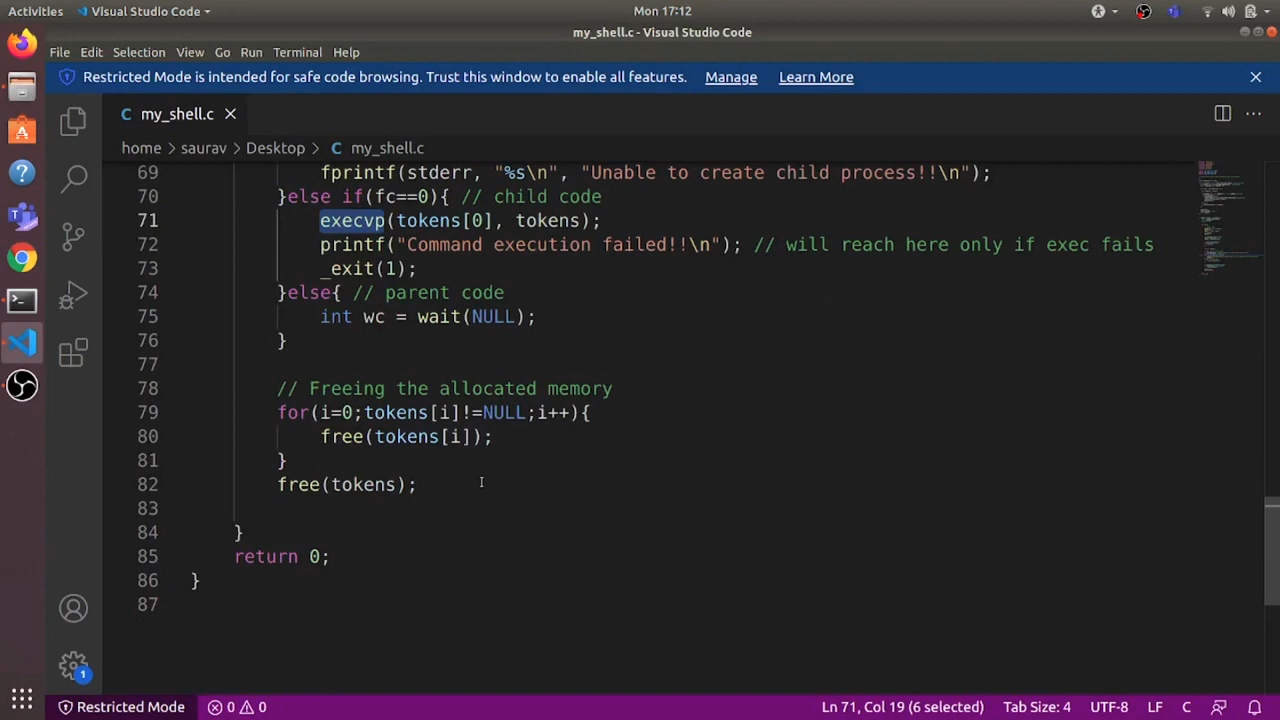 Activities Visual Studio Code Mon 17:12
my_shell.c - Visual Studio Code
File Edit Selection View Go Run Terminal Help
Restricted Mode is intended for safe code browsing. Trust this window to enable all features. Manage Learn More
C my_shell.c
home > saurav > Desktop > C my_shell.c
69 fprintf(stderr, "%s\n", "Unable to create child process!!\n");
70 }else if(fc==0){ // child code
71 execvp(tokens[0], tokens);
72 printf("Command execution failed!!\n"); // will reach here only if exec fails
73 _exit(1);
74 }else{ // parent code
75 int wc = wait(NULL);
76 }
77
78 // Freeing the allocated memory
79 for(i=0;tokens[i]!=NULL;i++){
80 free(tokens[i]);
81 }
82 free(tokens);
83
84 }
85 return 0;
86 }
87
1
Restricted Mode 0 0 Ln 71, Col 19 (6 selected) Tab Size: 4 UTF-8 LF C